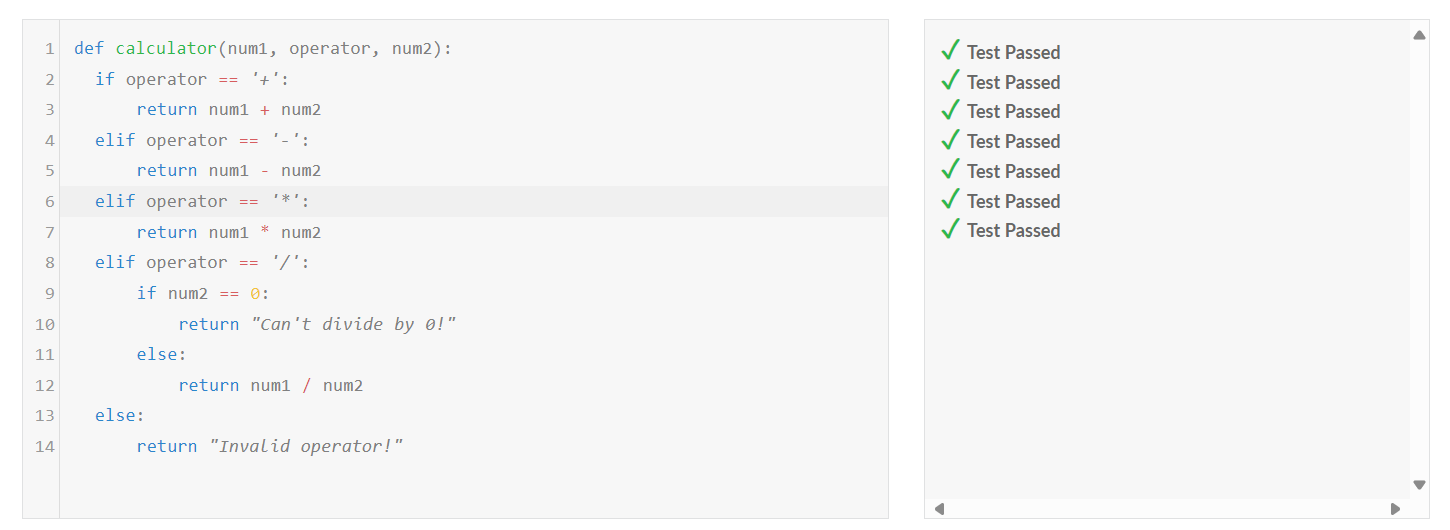 1 def calculator(num1, operator, num2):
2   if operator == '+':
3       return num1 + num2
4   elif operator == '-':
5       return num1 - num2
6   elif operator == '*':
7       return num1 * num2
8   elif operator == '/':
9       if num2 == 0:
10           return "Can't divide by 0!"
11       else:
12           return num1 / num2
13   else:
14       return "Invalid operator!"
✓ Test Passed
✓ Test Passed
✓ Test Passed
✓ Test Passed
✓ Test Passed
✓ Test Passed
✓ Test Passed